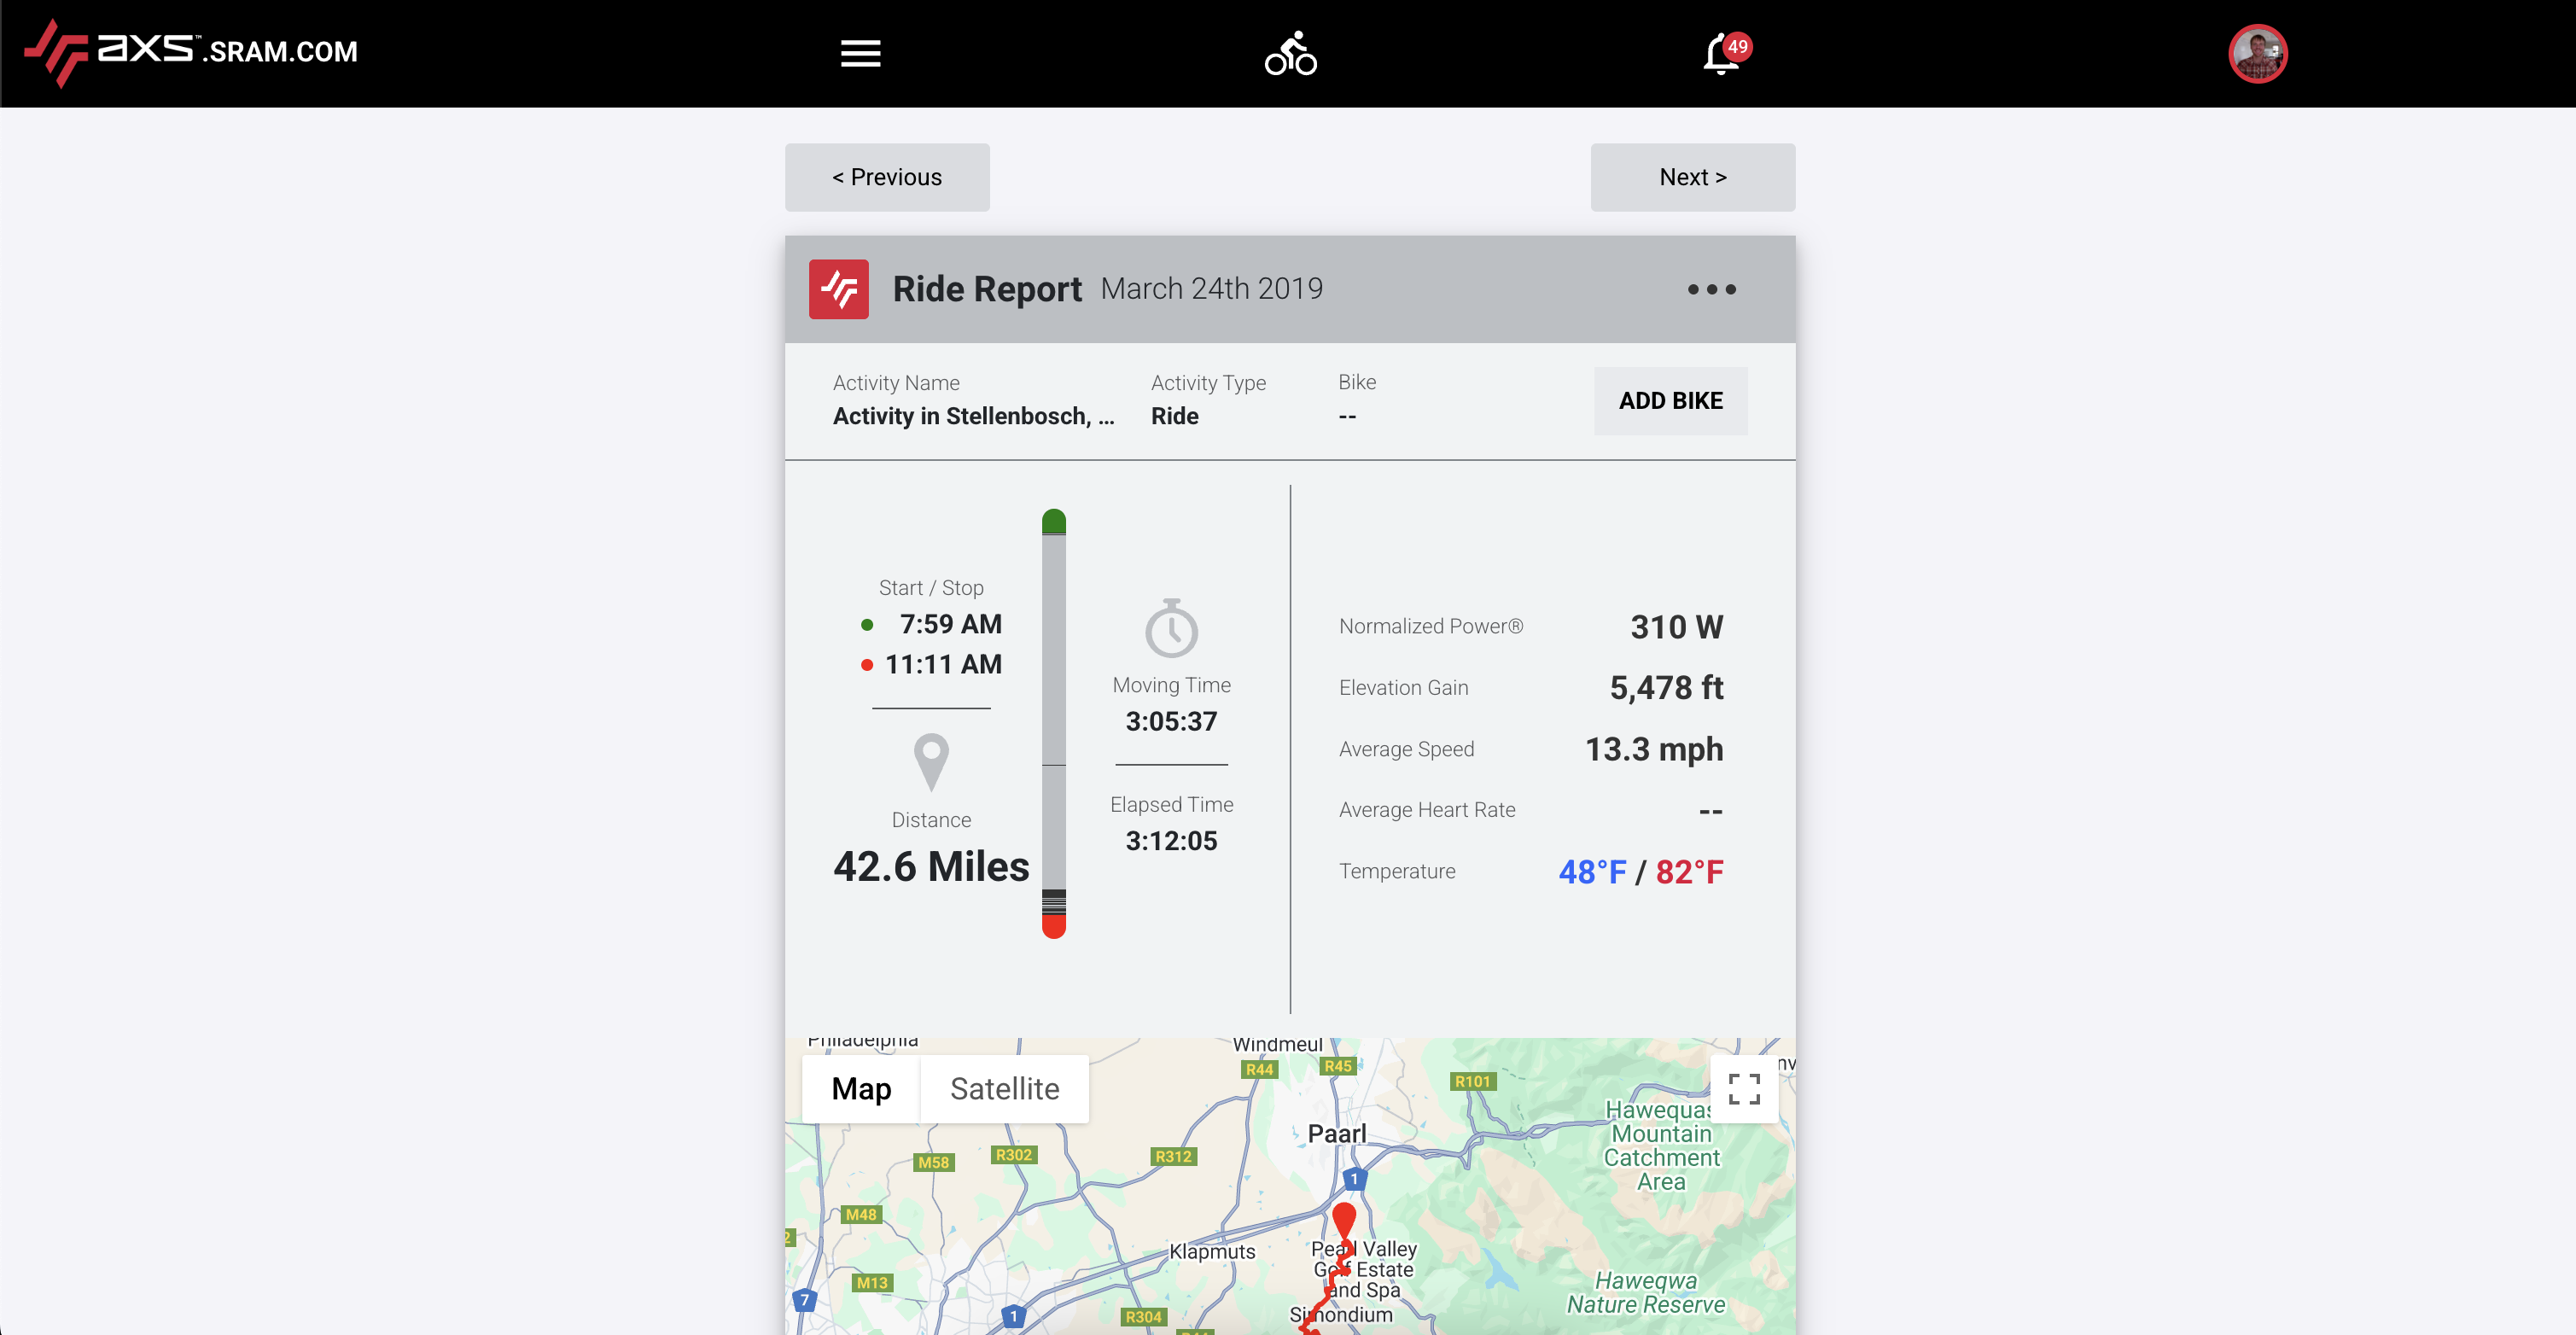 axs™.SRAM.COM
49
< Previous
Next >
Ride Report March 24th 2019
Activity Name
Activity in Stellenbosch, ...
Activity Type
Ride
Bike
--
ADD BIKE
Start / Stop
7:59 AM
11:11 AM
Distance
42.6 Miles
Moving Time
3:05:37
Elapsed Time
3:12:05
Normalized Power® 310 W
Elevation Gain 5,478 ft
Average Speed 13.3 mph
Average Heart Rate --
Temperature 48°F / 82°F
Philadelphia
Windmeul
R44
R45
R101
Map
Satellite
Hawequas
Mountain
Catchment
Area
Paarl
M58
R302
R312
1
M48
Klapmuts
Pearl Valley
Golf Estate
and Spa
Simondium
M13
7
1
R304
Haweqwa
Nature Reserve